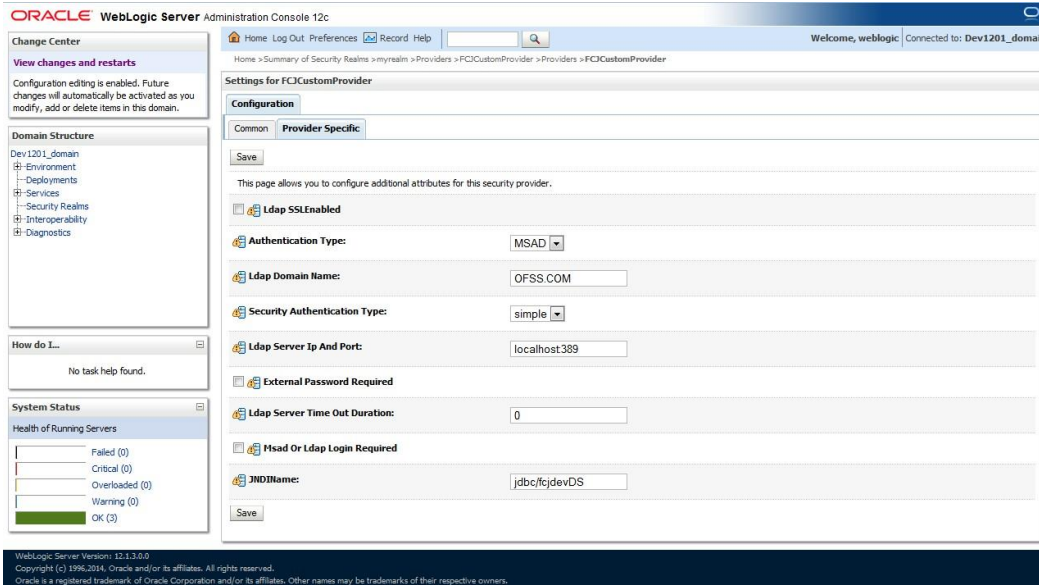 ORACLE WebLogic Server Administration Console 12c
Change Center
View changes and restarts
Configuration editing is enabled. Future
changes will automatically be activated as you
modify, add or delete items in this domain.
Domain Structure
Dev1201_domain
Environment
Deployments
Services
Security Realms
Interoperability
Diagnostics
How do I...
No task help found.
System Status
Health of Running Servers
Failed (0)
Critical (0)
Overloaded (0)
Warning (0)
OK (3)
Home Log Out Preferences Record Help
Welcome, weblogic Connected to: Dev1201_domai
Home >Summary of Security Realms >myrealm >Providers >FCJCustomProvider >Providers >FCJCustomProvider
Settings for FCJCustomProvider
Configuration
Common Provider Specific
Save
This page allows you to configure additional attributes for this security provider.
Ldap SSLEnabled
Authentication Type: MSAD
Ldap Domain Name: OFSS.COM
Security Authentication Type: simple
Ldap Server Ip And Port: localhost:389
External Password Required
Ldap Server Time Out Duration: 0
Msad Or Ldap Login Required
JNDIName: jdbc/fcjdevDS
Save
WebLogic Server Version: 12.1.3.0.0
Copyright (c) 1996,2014, Oracle and/or its affiliates. All rights reserved.
Oracle is a registered trademark of Oracle Corporation and/or its affiliates. Other names may be trademarks of their respective owners.